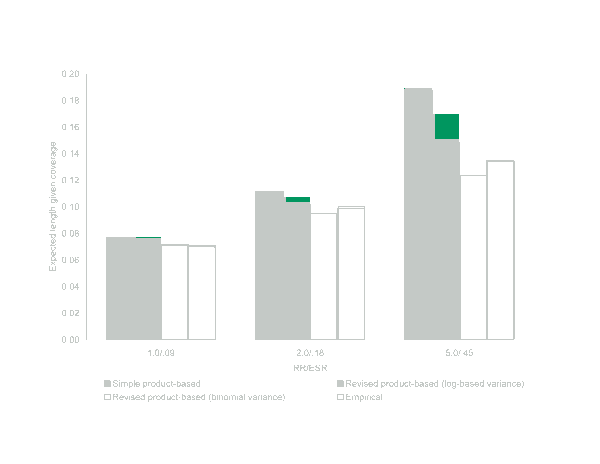 0.20
0.18
0.16
0.14
0.12
0.10
0.08
0.06
0.04
0.02
0.00
Expected length given coverage
1.0/.09
2.0/.18
5.0/.45
RR/ESR
Simple product-based
Revised product-based (log-based variance)
Revised product-based (binomial variance)
Empirical